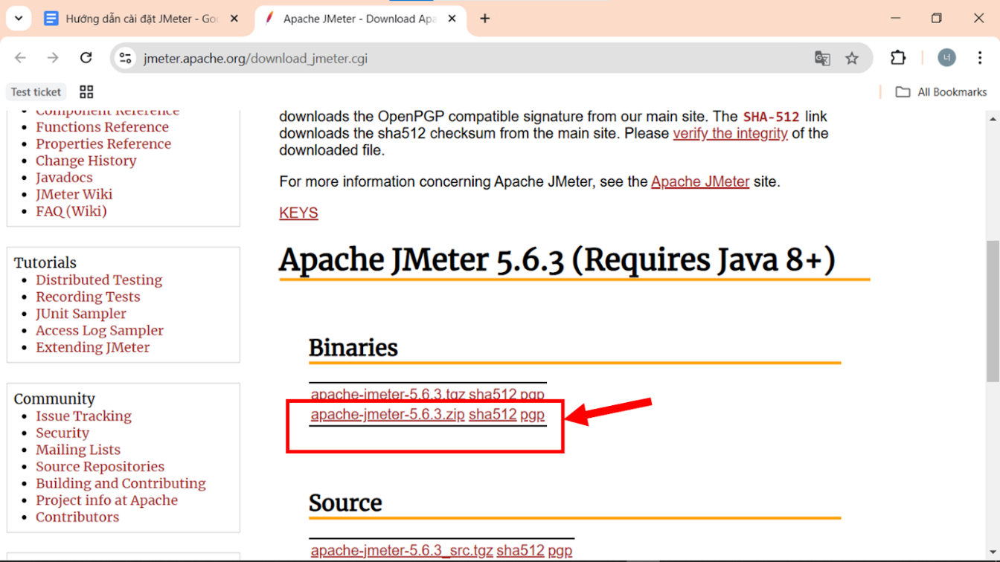 Hướng dẫn cài đặt JMeter - Goo
Apache JMeter - Download Apa
jmeter.apache.org/download_jmeter.cgi
너
Test ticket
All Bookmarks
Component Reference
Functions Reference
Properties Reference
Change History
Javadocs
JMeter Wiki
FAQ (Wiki)
Tutorials
Distributed Testing
Recording Tests
JUnit Sampler
Access Log Sampler
Extending JMeter
Community
Issue Tracking
Security
Mailing Lists
Source Repositories
Building and Contributing
Project info at Apache
Contributors
downloads the OpenPGP compatible signature from our main site. The SHA-512 link
downloads the sha512 checksum from the main site. Please verify the integrity of the
downloaded file.
For more information concerning Apache JMeter, see the Apache JMeter site.
KEYS
Apache JMeter 5.6.3 (Requires Java 8+)
Binaries
apache-jmeter-5.6.3.tgz sha512 pgp
apache-jmeter-5.6.3.zip sha512 pgp
Source
apache-jmeter-5.6.3_src.tgz sha512 pgp